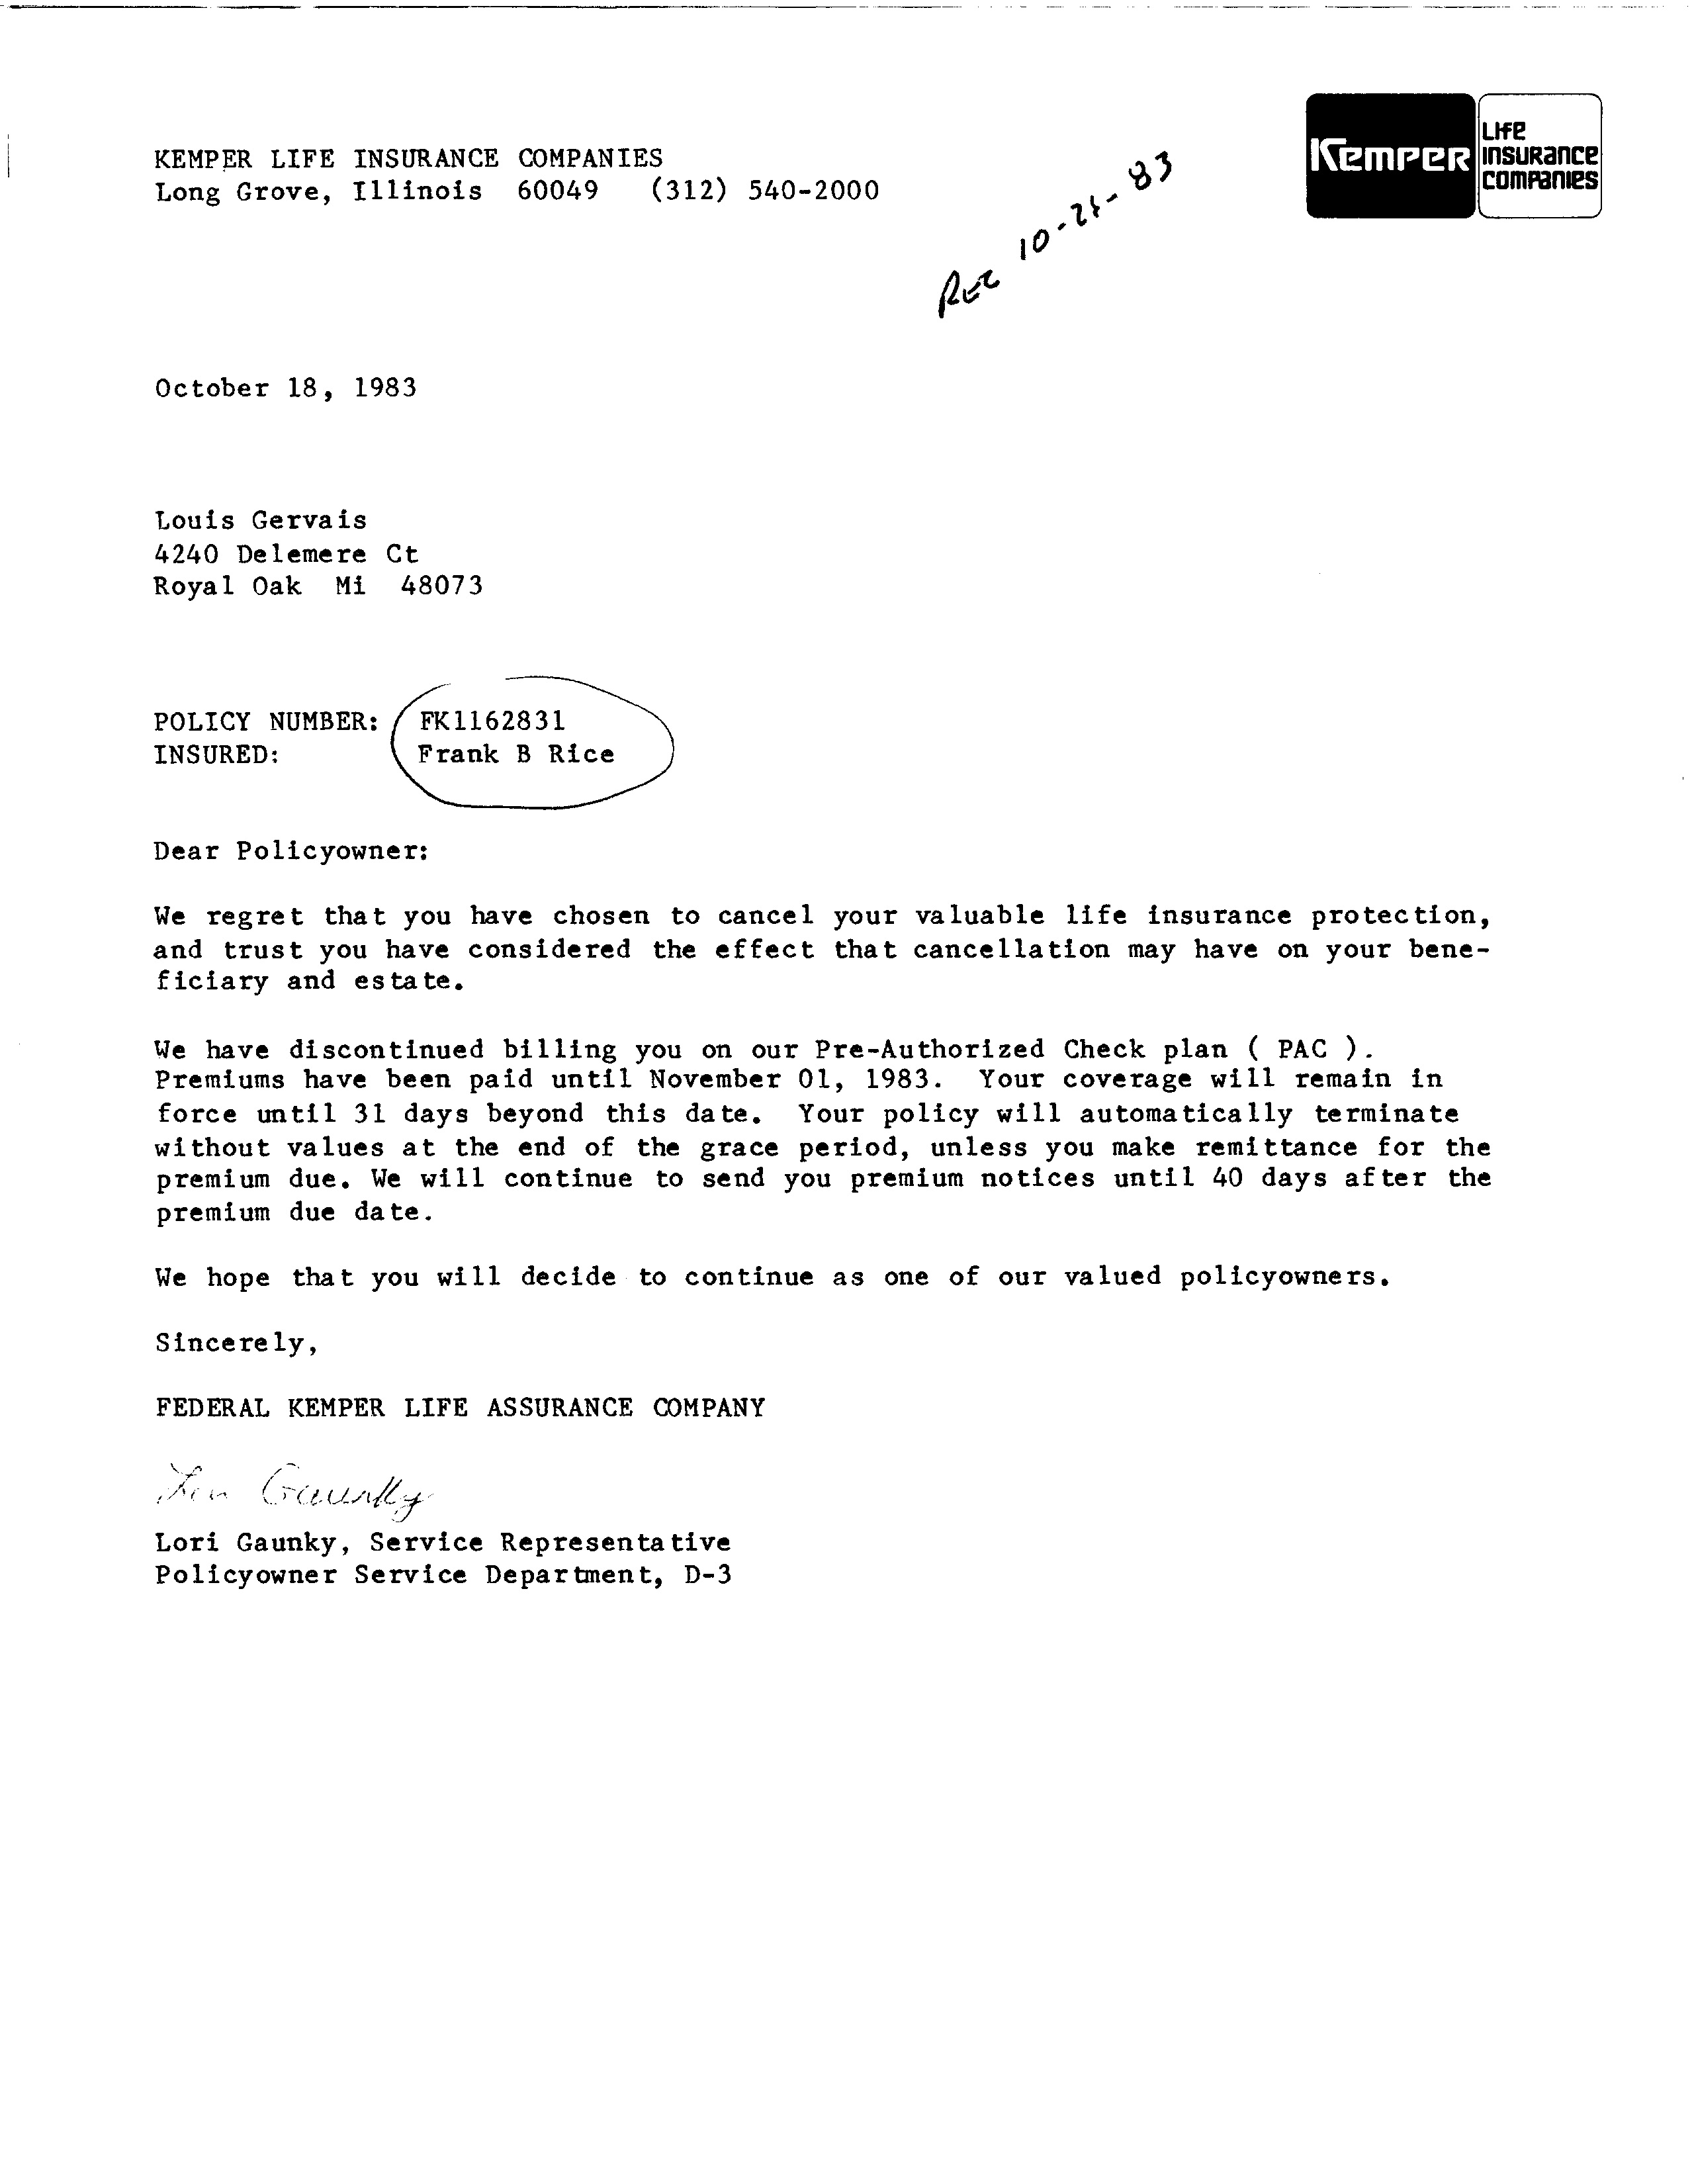 KEMPER LIFE INSURANCE COMPANIES
Long Grove, Illinois 60049 (312) 540-2000
Kemper
Life
Insurance
Companies
Rec 10-21-83
October 18, 1983
Louis Gervais
4240 Delemere Ct
Royal Oak Mi 48073
POLICY NUMBER: FK1162831
INSURED: Frank B Rice
Dear Policyowner:
We regret that you have chosen to cancel your valuable life insurance protection,
and trust you have considered the effect that cancellation may have on your bene-
ficiary and estate.
We have discontinued billing you on our Pre-Authorized Check plan ( PAC ).
Premiums have been paid until November 01, 1983. Your coverage will remain in
force until 31 days beyond this date. Your policy will automatically terminate
without values at the end of the grace period, unless you make remittance for the
premium due. We will continue to send you premium notices until 40 days after the
premium due date.
We hope that you will decide to continue as one of our valued policyowners.
Sincerely,
FEDERAL KEMPER LIFE ASSURANCE COMPANY
Lori Gaunky
Lori Gaunky, Service Representative
Policyowner Service Department, D-3